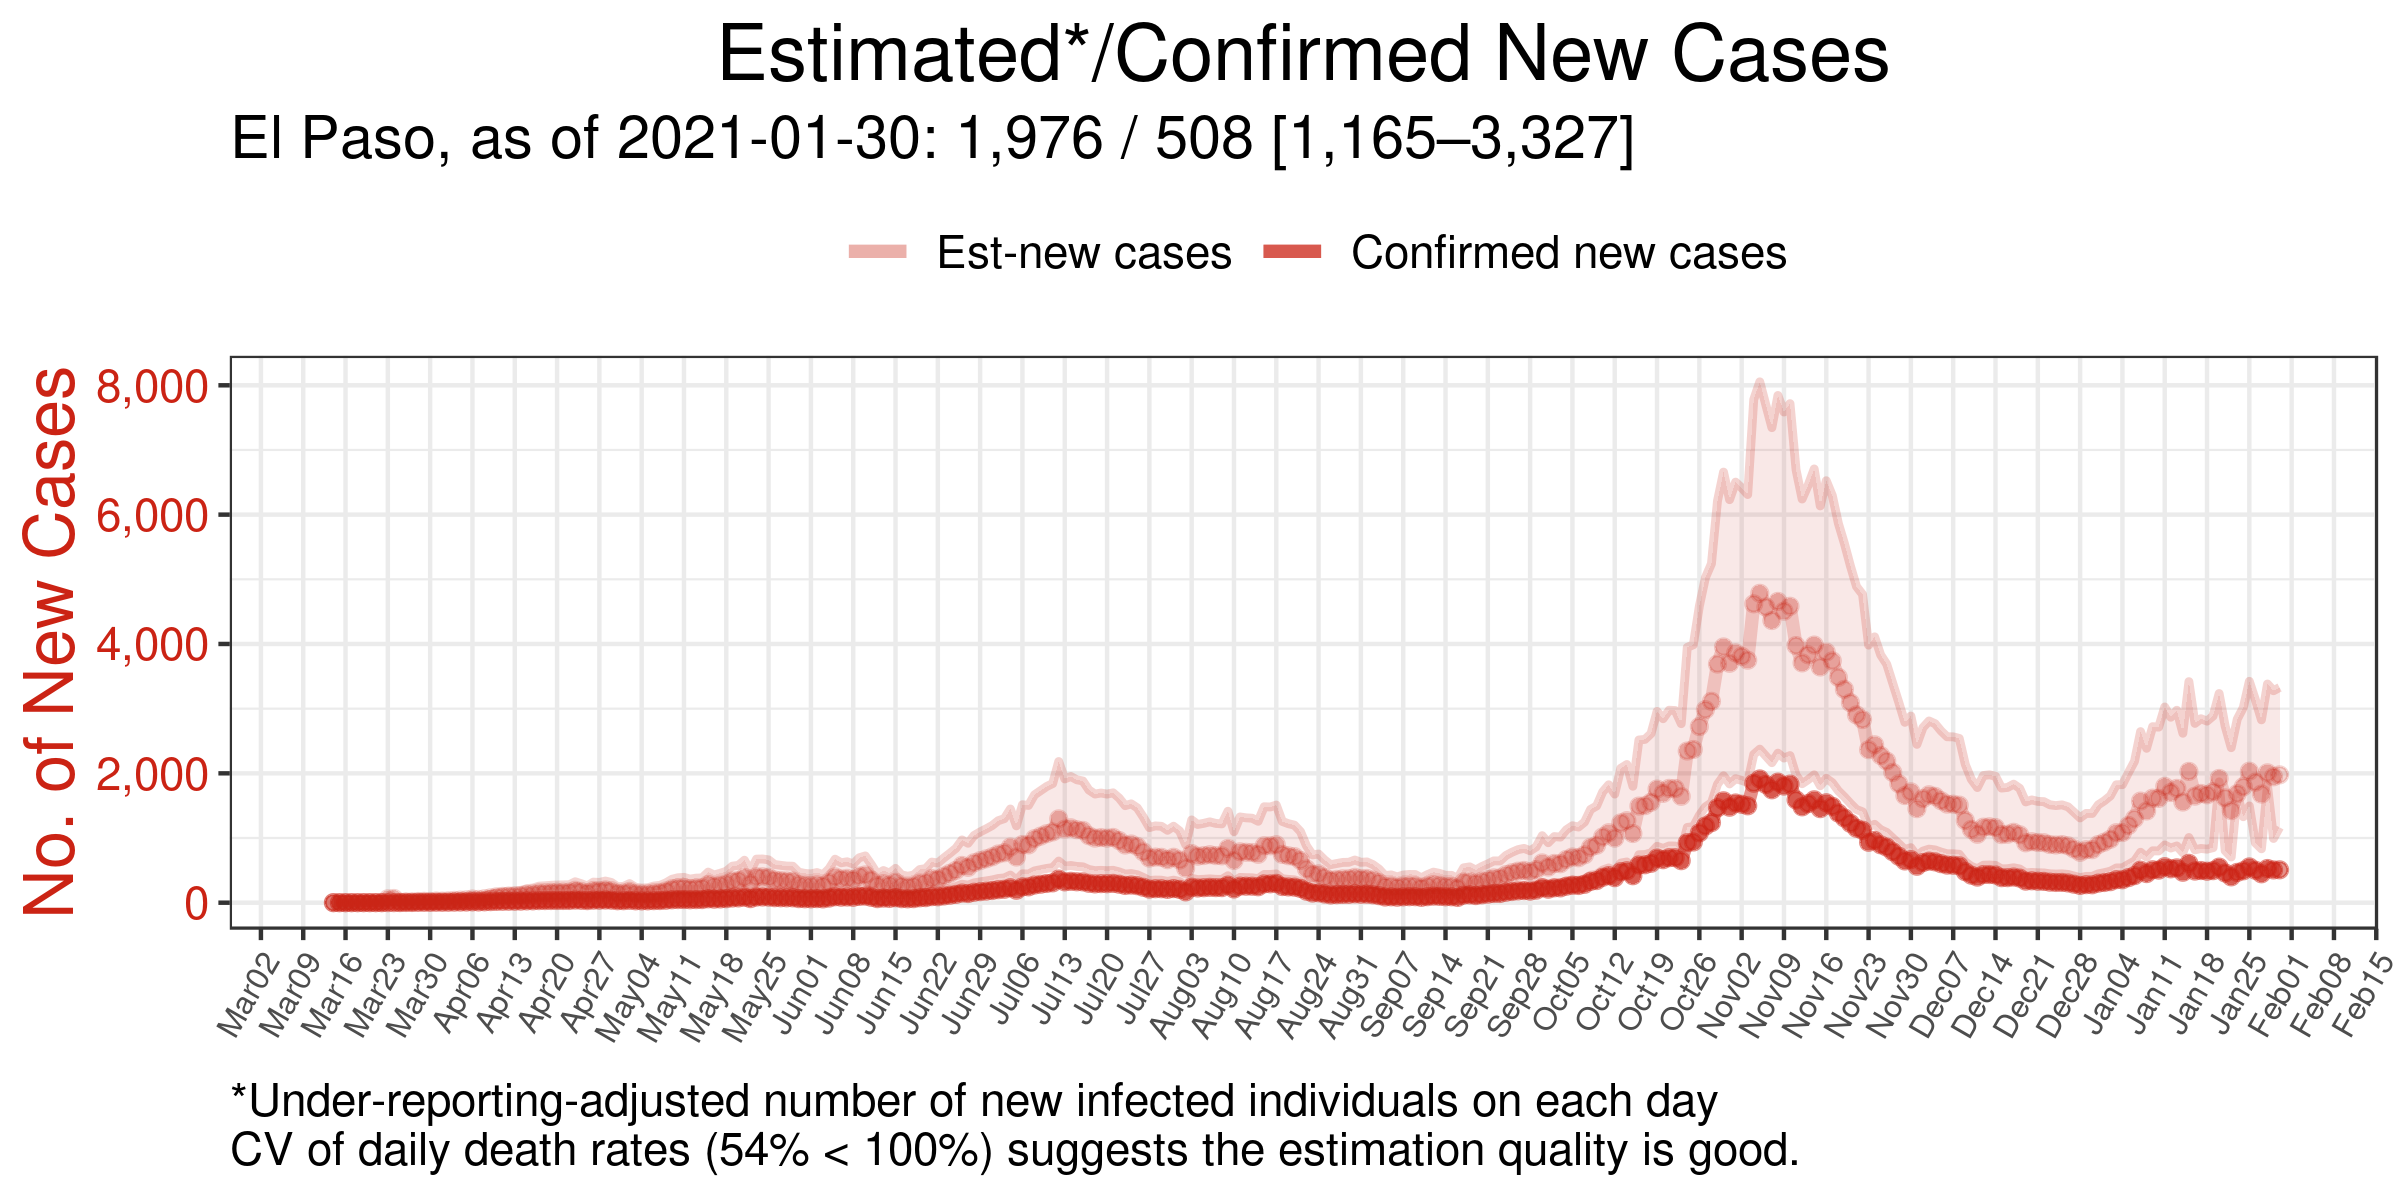 Estimated*/Confirmed New Cases
El Paso, as of 2021-01-30: 1,976 / 508 [1,165–3,327]
Est-new cases Confirmed new cases
No. of New Cases
8,000
6,000
4,000
2,000
0
Mar02 Mar09 Mar16 Mar23 Mar30 Apr06 Apr13 Apr20 Apr27 May04 May11 May18 May25 Jun01 Jun08 Jun15 Jun22 Jun29 Jul06 Jul13 Jul20 Jul27 Aug03 Aug10 Aug17 Aug24 Aug31 Sep07 Sep14 Sep21 Sep28 Oct05 Oct12 Oct19 Oct26 Nov02 Nov09 Nov16 Nov23 Nov30 Dec07 Dec14 Dec21 Dec28 Jan04 Jan11 Jan18 Jan25 Feb01 Feb08 Feb15
*Under-reporting-adjusted number of new infected individuals on each day
CV of daily death rates (54% < 100%) suggests the estimation quality is good.